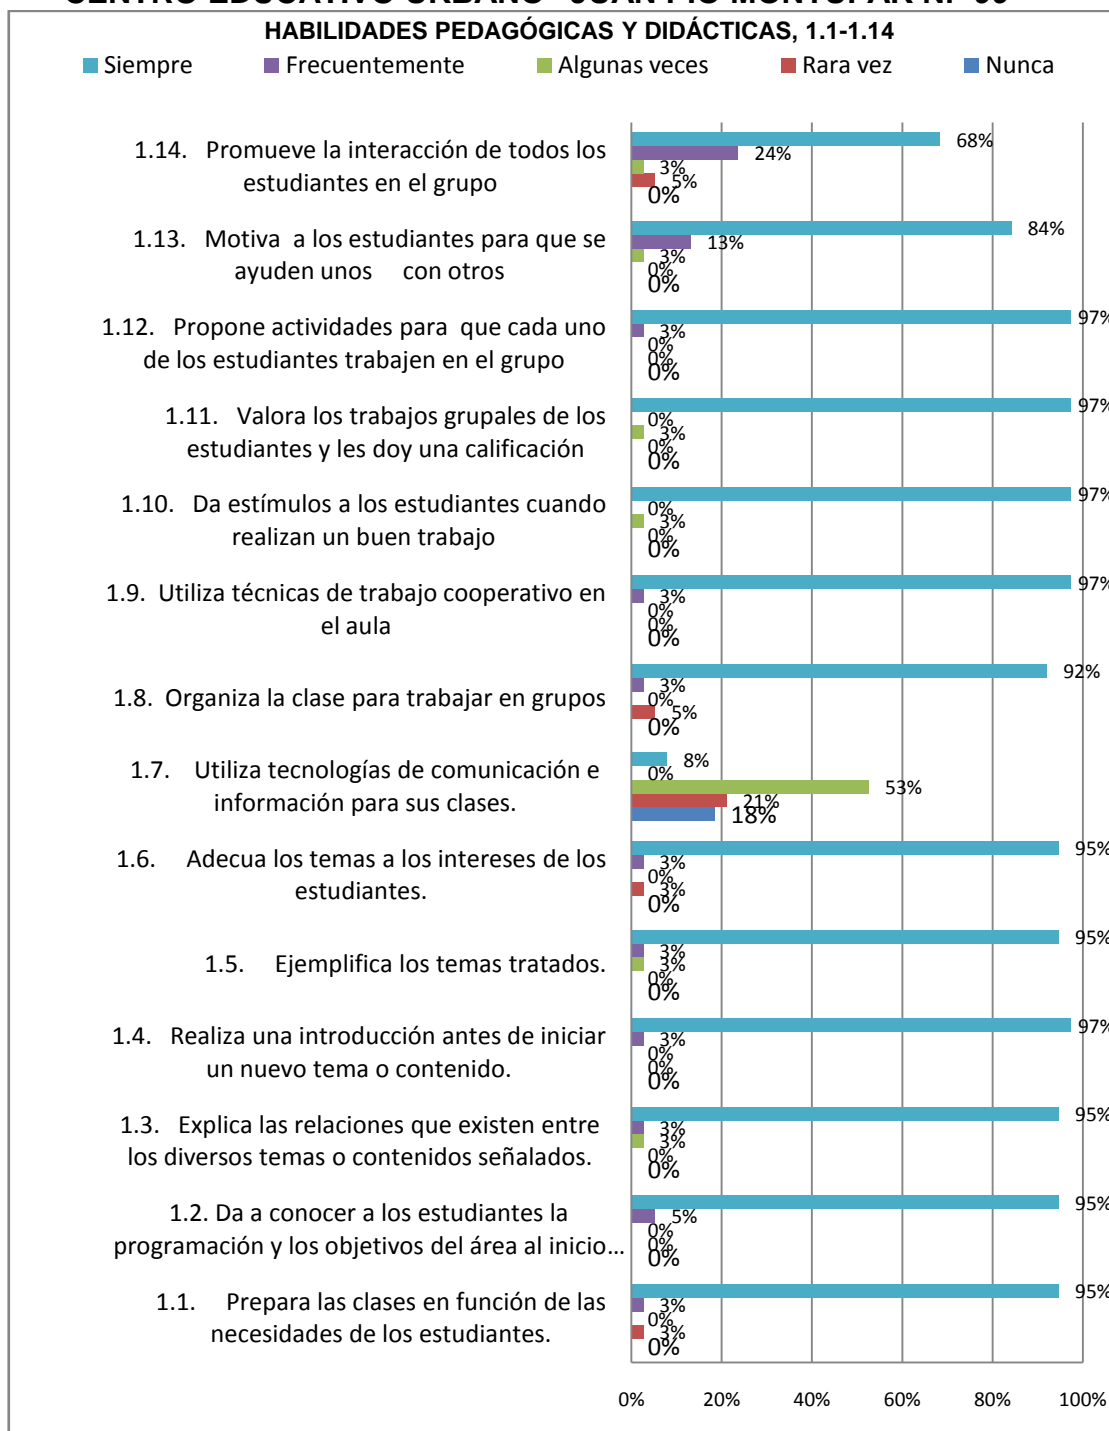 HABILIDADES PEDAGÓGICAS Y DIDÁCTICAS, 1.1-1.14
Siempre Frecuentemente Algunas veces Rara vez Nunca
1.14. Promueve la interacción de todos los
estudiantes en el grupo
68%
24%
3%
5%
0%
1.13. Motiva a los estudiantes para que se
ayuden unos con otros
84%
13%
3%
0%
0%
1.12. Propone actividades para que cada uno
de los estudiantes trabajen en el grupo
97%
3%
0%
0%
0%
1.11. Valora los trabajos grupales de los
estudiantes y les doy una calificación
97%
0%
3%
0%
0%
1.10. Da estímulos a los estudiantes cuando
realizan un buen trabajo
97%
0%
3%
0%
0%
1.9. Utiliza técnicas de trabajo cooperativo en
el aula
97%
3%
0%
0%
0%
1.8. Organiza la clase para trabajar en grupos
92%
3%
0%
5%
0%
1.7. Utiliza tecnologías de comunicación e
información para sus clases.
8%
0%
53%
21%
18%
1.6. Adecua los temas a los intereses de los
estudiantes.
95%
3%
0%
3%
0%
1.5. Ejemplifica los temas tratados.
95%
3%
3%
0%
0%
1.4. Realiza una introducción antes de iniciar
un nuevo tema o contenido.
97%
3%
0%
0%
0%
1.3. Explica las relaciones que existen entre
los diversos temas o contenidos señalados.
95%
3%
3%
0%
0%
1.2. Da a conocer a los estudiantes la
programación y los objetivos del área al inicio...
95%
5%
0%
0%
0%
1.1. Prepara las clases en función de las
necesidades de los estudiantes.
95%
3%
0%
3%
0%
0% 20% 40% 60% 80% 100%